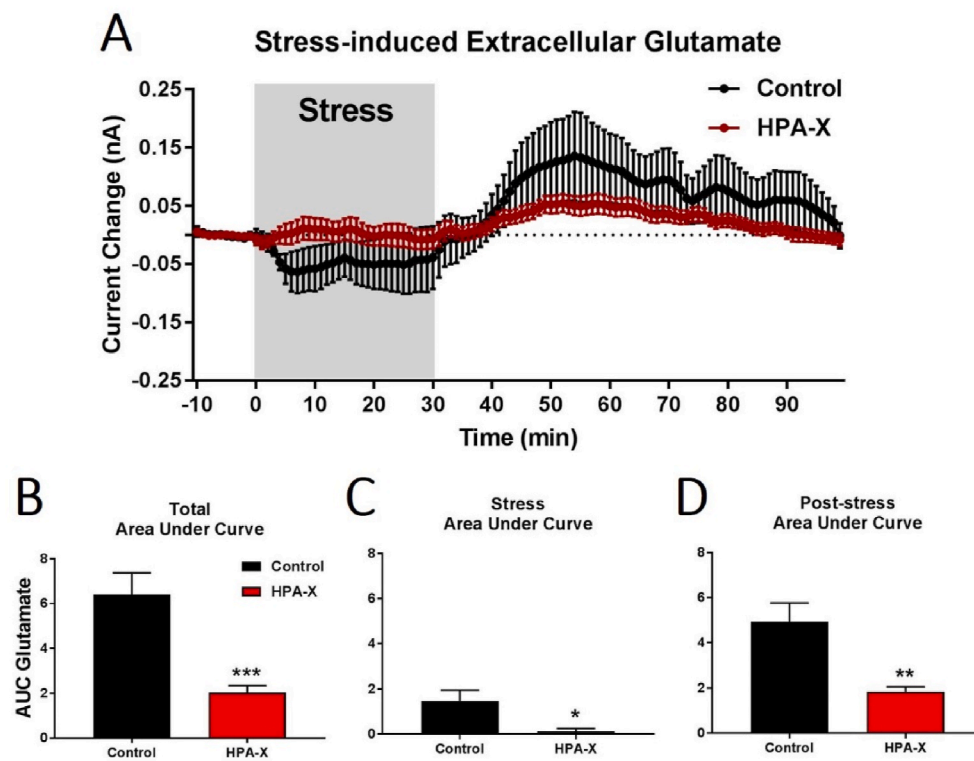 A
Stress-induced Extracellular Glutamate
Control
HPA-X
Stress
Current Change (nA)
0.25
0.15
0.05
-0.05
-0.15
-0.25
-10 0 10 20 30 40 50 60 70 80 90
Time (min)
B
Total
Area Under Curve
Control
HPA-X
AUC Glutamate
8
6
4
2
0
***
Control HPA-X
C
Stress
Area Under Curve
8
6
4
2
0
*
Control HPA-X
D
Post-stress
Area Under Curve
8
6
4
2
0
**
Control HPA-X